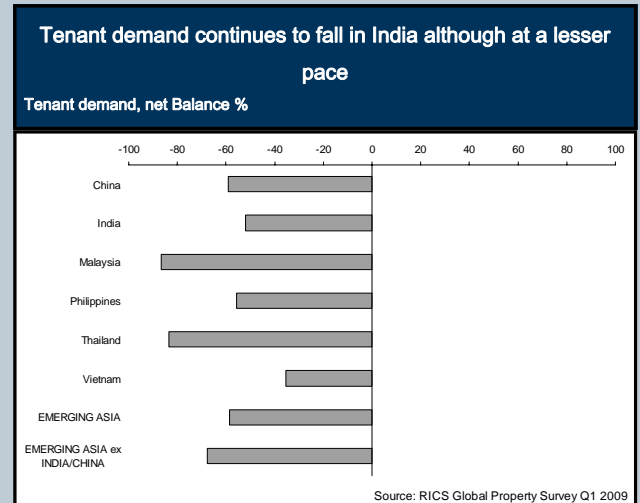 Tenant demand continues to fall in India although at a lesser
pace
Tenant demand, net Balance %
-100 -80 -60 -40 -20 0 20 40 60 80 100
China
India
Malaysia
Philippines
Thailand
Vietnam
EMERGING ASIA
EMERGING ASIA ex
INDIA/CHINA
Source: RICS Global Property Survey Q1 2009